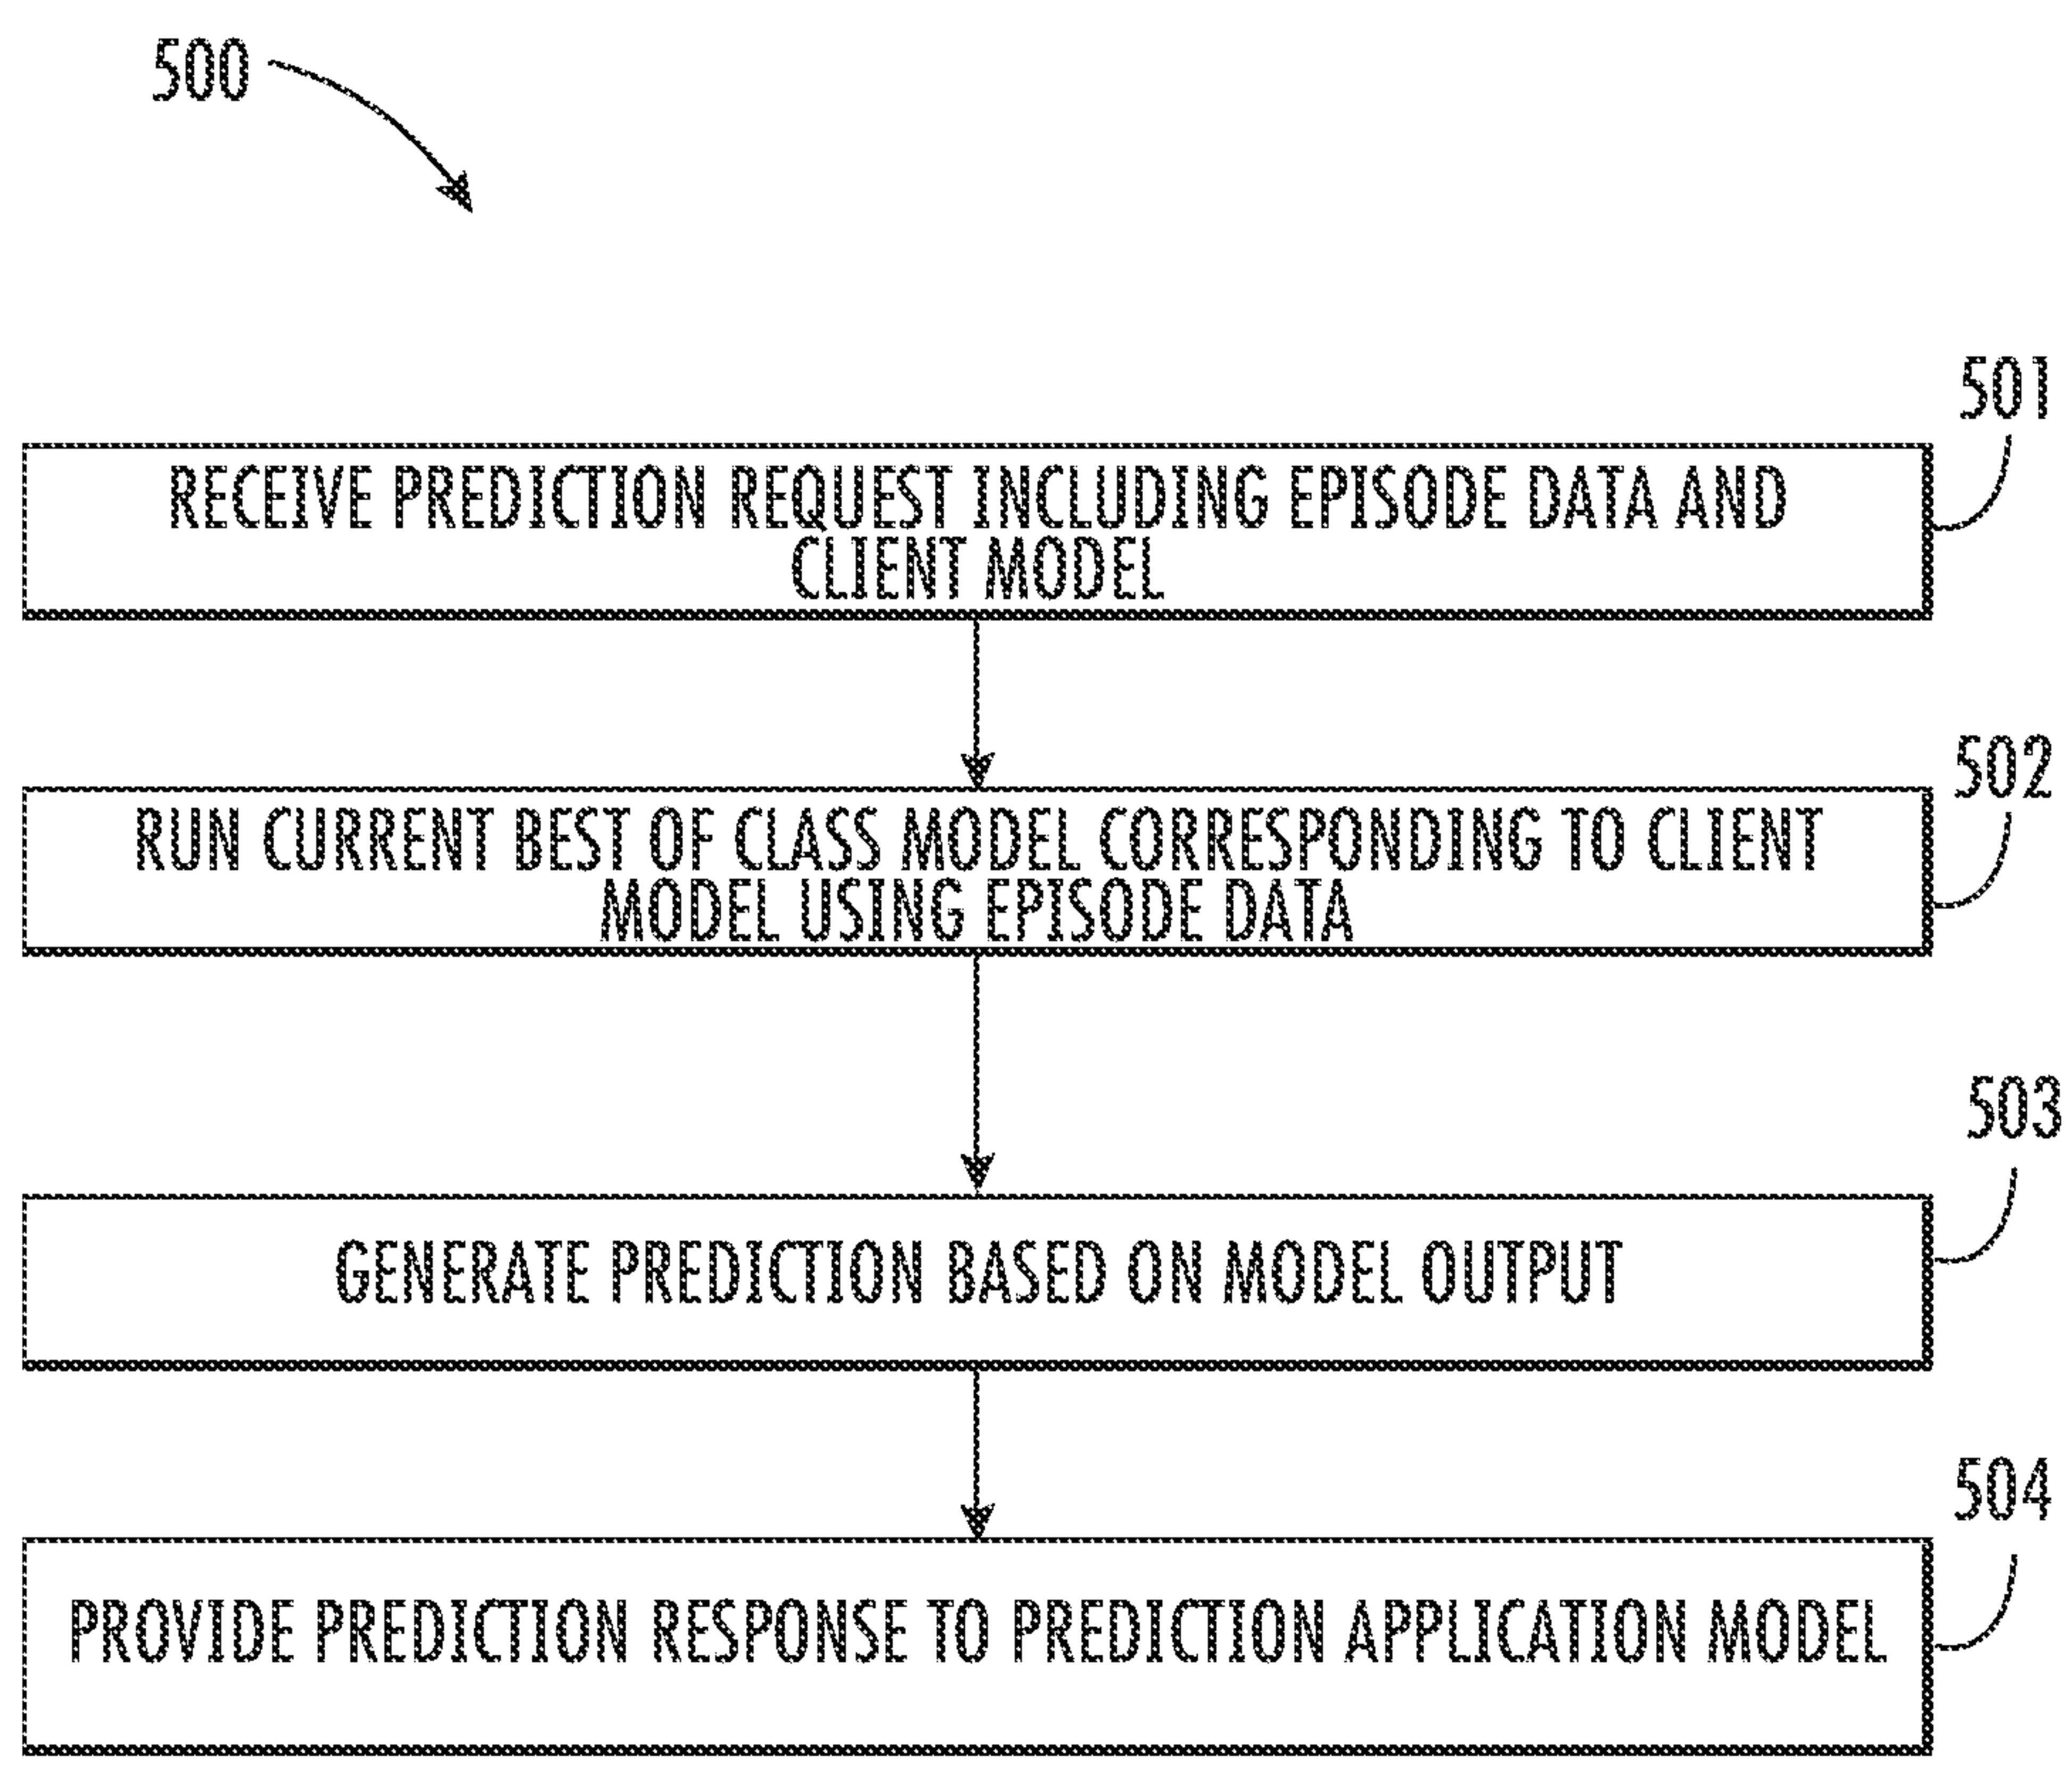 500
501
RECEIVE PREDICTION REQUEST INCLUDING EPISODE DATA AND
CLIENT MODEL
502
RUN CURRENT BEST OF CLASS MODEL CORRESPONDING TO CLIENT
MODEL USING EPISODE DATA
503
GENERATE PREDICTION BASED ON MODEL OUTPUT
504
PROVIDE PREDICTION RESPONSE TO PREDICTION APPLICATION MODEL